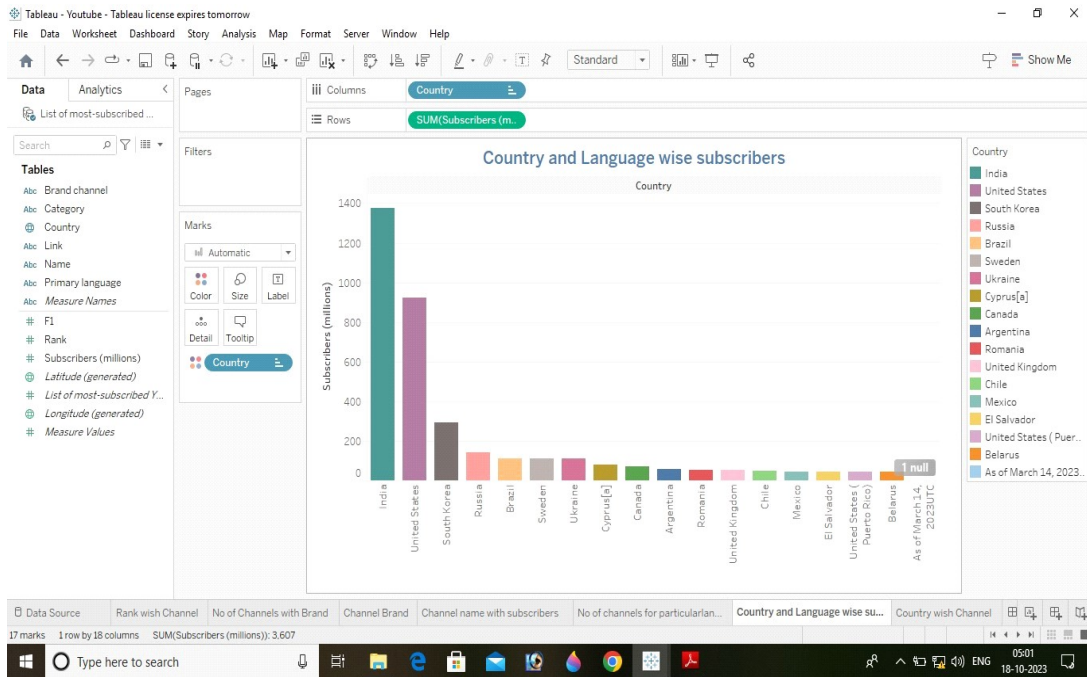 Tableau - Youtube - Tableau license expires tomorrow
File Data Worksheet Dashboard Story Analysis Map Format Server Window Help
Standard
Show Me
Data Analytics
List of most-subscribed ...
Search
Tables
Abc Brand channel
Abc Category
Country
Abc Link
Abc Name
Abc Primary language
Abc Measure Names
# F1
# Rank
# Subscribers (millions)
Latitude (generated)
# List of most-subscribed Y...
Longitude (generated)
# Measure Values
Pages
Filters
Marks
Automatic
Color Size Label
Detail Tooltip
Country
Columns Country
Rows SUM(Subscribers (m..
Country and Language wise subscribers
Country
Subscribers (millions)
1400
1200
1000
800
600
400
200
0
1 null
India
United States
South Korea
Russia
Brazil
Sweden
Ukraine
Cyprus[a]
Canada
Argentina
Romania
United Kingdom
Chile
Mexico
El Salvador
United States (
Puerto Rico)
Belarus
As of March 14,
2023UTC
Country
India
United States
South Korea
Russia
Brazil
Sweden
Ukraine
Cyprus[a]
Canada
Argentina
Romania
United Kingdom
Chile
Mexico
El Salvador
United States ( Puer..
Belarus
As of March 14, 2023..
Data Source Rank wish Channel No of Channels with Brand Channel Brand Channel name with subscribers No of channels for particularlan... Country and Language wise su... Country wish Channel
17 marks 1 row by 18 columns SUM(Subscribers (millions)): 3,607
Type here to search
ENG
05:01
18-10-2023